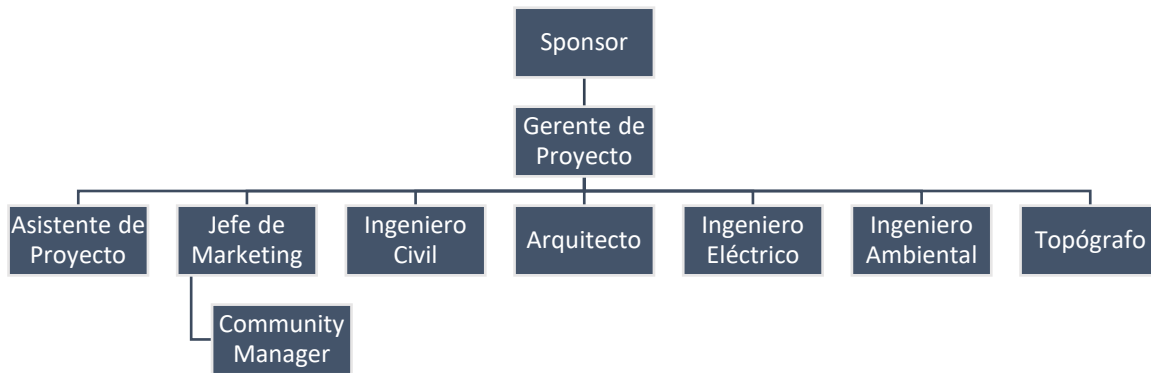 Sponsor
Gerente de
Proyecto
Asistente de
Proyecto
Jefe de
Marketing
Ingeniero
Civil
Arquitecto
Ingeniero
Eléctrico
Ingeniero
Ambiental
Topógrafo
Community
Manager